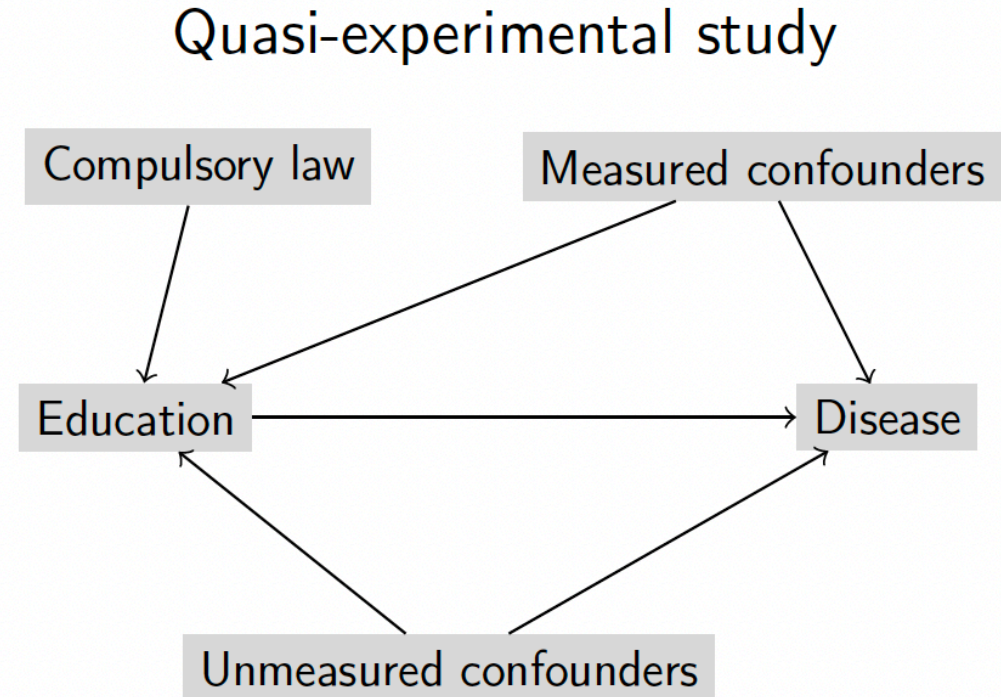 Quasi-experimental study
Compulsory law
Measured confounders
Education
Disease
Unmeasured confounders